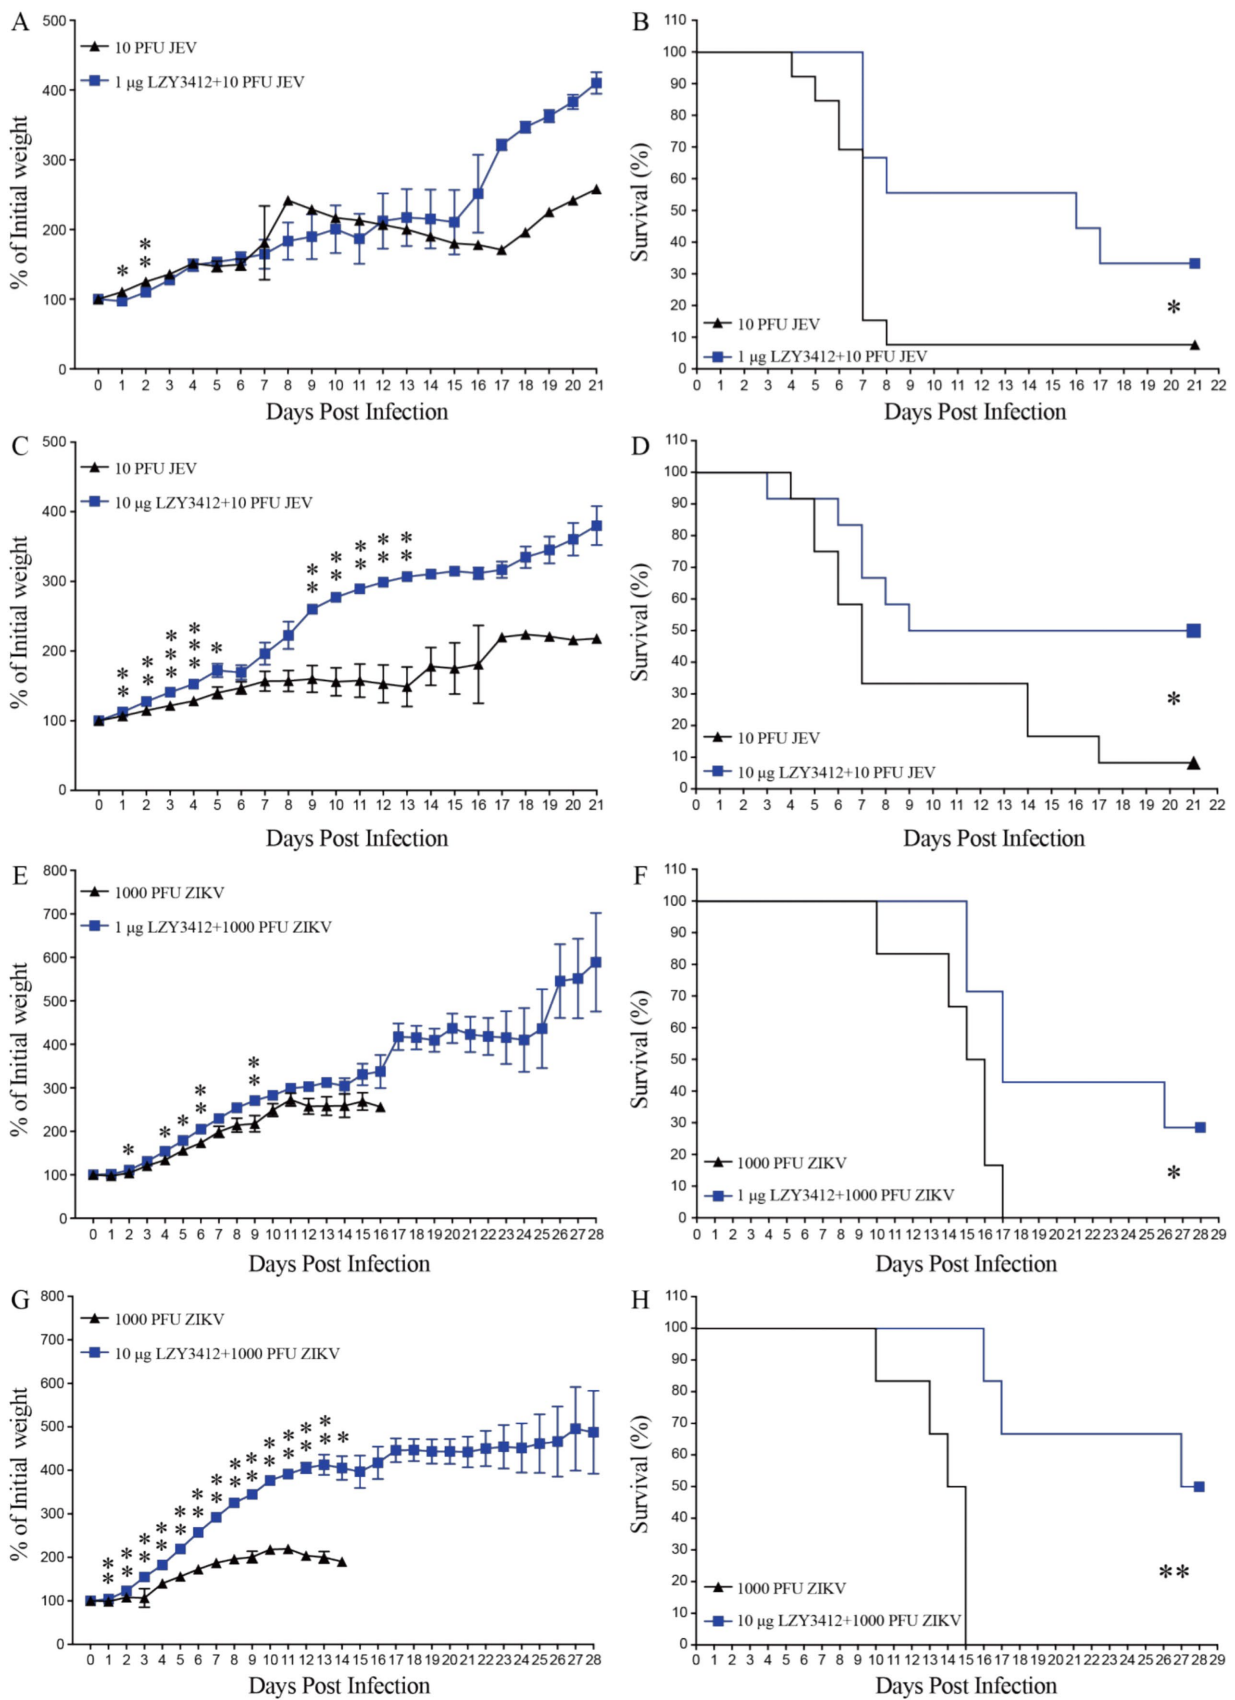 A
500
400
300
200
100
0
% of Initial weight
10 PFU JEV
1 μg LZY3412+10 PFU JEV
*
**
0 1 2 3 4 5 6 7 8 9 10 11 12 13 14 15 16 17 18 19 20 21
Days Post Infection
B
110
100
90
80
70
60
50
40
30
20
10
0
Survival (%)
10 PFU JEV
1 μg LZY3412+10 PFU JEV
*
0 1 2 3 4 5 6 7 8 9 10 11 12 13 14 15 16 17 18 19 20 21 22
Days Post Infection
C
500
400
300
200
100
0
% of Initial weight
10 PFU JEV
10 μg LZY3412+10 PFU JEV
** ** *** *** * ** ** ** ** **
0 1 2 3 4 5 6 7 8 9 10 11 12 13 14 15 16 17 18 19 20 21
Days Post Infection
D
110
100
90
80
70
60
50
40
30
20
10
0
Survival (%)
10 PFU JEV
10 μg LZY3412+10 PFU JEV
*
0 1 2 3 4 5 6 7 8 9 10 11 12 13 14 15 16 17 18 19 20 21 22
Days Post Infection
E
800
700
600
500
400
300
200
100
0
% of Initial weight
1000 PFU ZIKV
1 μg LZY3412+1000 PFU ZIKV
* * * ** **
0 1 2 3 4 5 6 7 8 9 10 11 12 13 14 15 16 17 18 19 20 21 22 23 24 25 26 27 28
Days Post Infection
F
110
100
90
80
70
60
50
40
30
20
10
0
Survival (%)
1000 PFU ZIKV
1 μg LZY3412+1000 PFU ZIKV
*
0 1 2 3 4 5 6 7 8 9 10 11 12 13 14 15 16 17 18 19 20 21 22 23 24 25 26 27 28 29
Days Post Infection
G
800
700
600
500
400
300
200
100
0
% of Initial weight
1000 PFU ZIKV
10 μg LZY3412+1000 PFU ZIKV
** ** ** ** ** ** ** ** ** ** ** ** ** *
0 1 2 3 4 5 6 7 8 9 10 11 12 13 14 15 16 17 18 19 20 21 22 23 24 25 26 27 28
Days Post Infection
H
110
100
90
80
70
60
50
40
30
20
10
0
Survival (%)
1000 PFU ZIKV
10 μg LZY3412+1000 PFU ZIKV
**
0 1 2 3 4 5 6 7 8 9 10 11 12 13 14 15 16 17 18 19 20 21 22 23 24 25 26 27 28 29
Days Post Infection